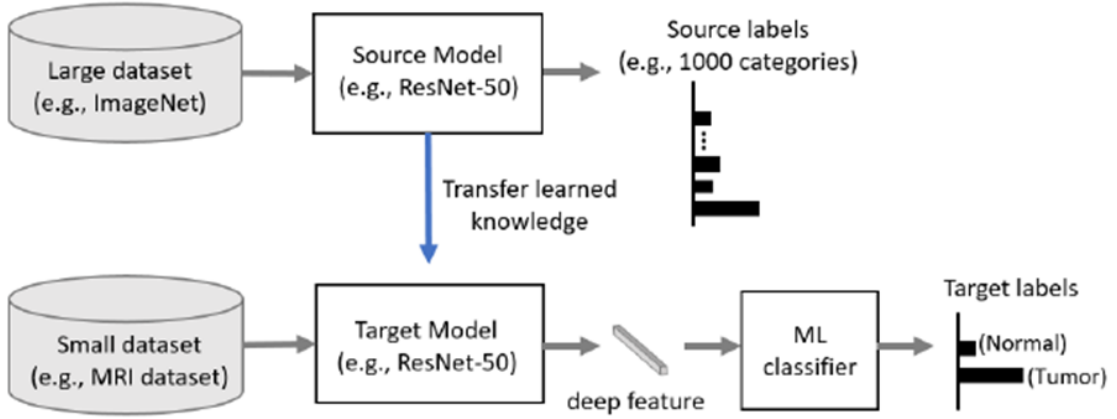 Large dataset
(e.g., ImageNet)
Source Model
(e.g., ResNet-50)
Source labels
(e.g., 1000 categories)
Transfer learned
knowledge
Small dataset
(e.g., MRI dataset)
Target Model
(e.g., ResNet-50)
deep feature
ML
classifier
Target labels
(Normal)
(Tumor)